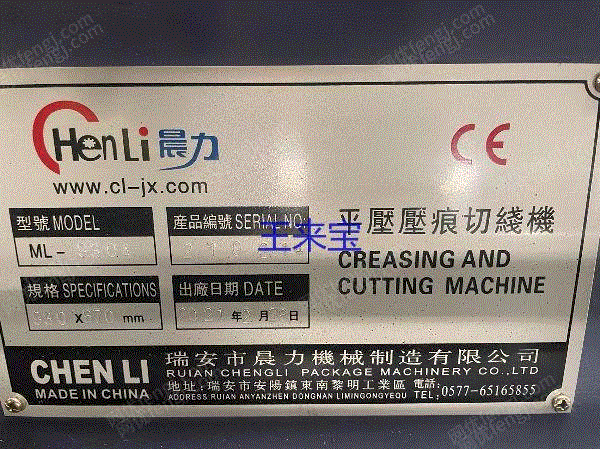 HenLi 晨力
CE
www.cl-jx.com
型號 MODEL
ML-
産品編號 SERIAL NO.
王来宝
平壓壓痕切綫機
CREASING AND
CUTTING MACHINE
規格 SPECIFICATIONS
mm
出廠日期 DATE
年 月
CHEN LI
MADE IN CHINA
瑞安市晨力機械制造有限公司
RUIAN CHENGLI PACKAGE MACHINERY CO.,LTD
地址:瑞安市安陽鎮東南黎明工業區 電話:
ADDRESS RUIAN ANYANZHEN DONGNAN LIMINGONGYEQU TEL: 0577-65165855